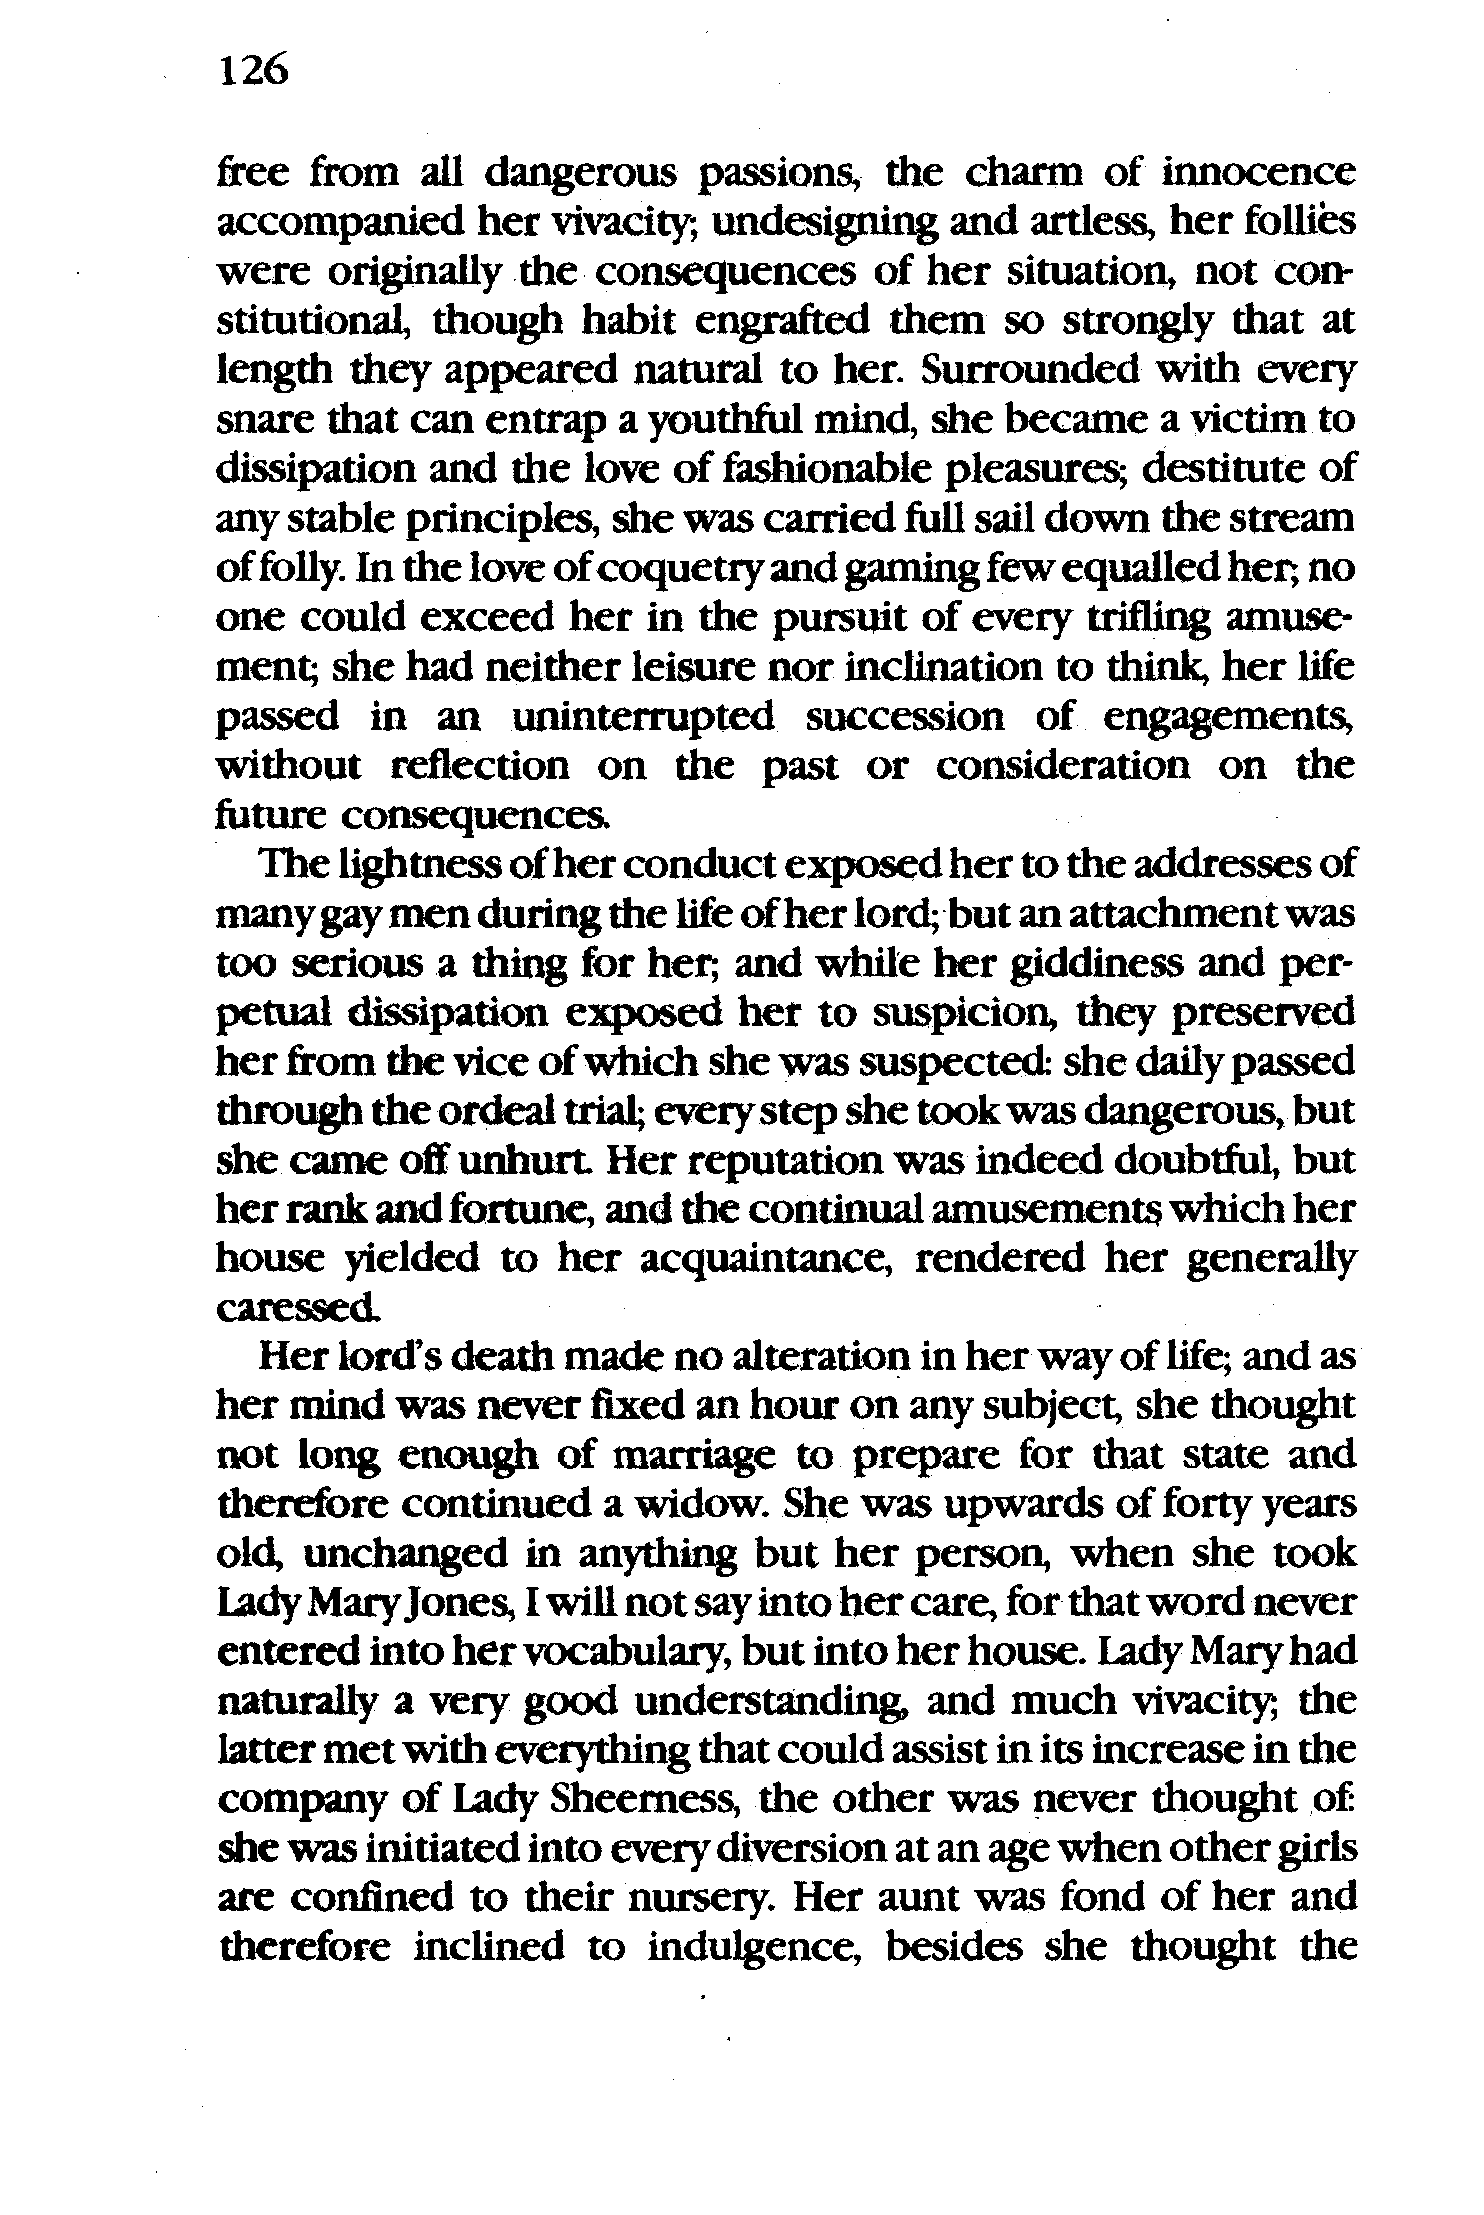 126
free from all dangerous passions, the charm of innocence
accompanied her vivacity; undesigning and artless, her follies
were originally the consequences of her situation, not con-
stitutional, though habit engrafted them so strongly that at
length they appeared natural to her. Surrounded with every
snare that can entrap a youthful mind, she became a victim to
dissipation and the love of fashionable pleasures; destitute of
any stable principles, she was carried full sail down the stream
of folly. In the love of coquetry and gaming few equalled her; no
one could exceed her in the pursuit of every trifling amuse-
ment; she had neither leisure nor inclination to think, her life
passed in an uninterrupted succession of engagements,
without reflection on the past or consideration on the
future consequences.
The lightness of her conduct exposed her to the addresses of
many gay men during the life of her lord; but an attachment was
too serious a thing for her; and while her giddiness and per-
petual dissipation exposed her to suspicion, they preserved
her from the vice of which she was suspected: she daily passed
through the ordeal trial; every step she took was dangerous, but
she came off unhurt. Her reputation was indeed doubtful, but
her rank and fortune, and the continual amusements which her
house yielded to her acquaintance, rendered her generally
caressed.
Her lord's death made no alteration in her way of life; and as
her mind was never fixed an hour on any subject, she thought
not long enough of marriage to prepare for that state and
therefore continued a widow. She was upwards of forty years
old, unchanged in anything but her person, when she took
Lady Mary Jones, I will not say into her care, for that word never
entered into her vocabulary, but into her house. Lady Mary had
naturally a very good understanding, and much vivacity; the
latter met with everything that could assist in its increase in the
company of Lady Sheerness, the other was never thought of:
she was initiated into every diversion at an age when other girls
are confined to their nursery. Her aunt was fond of her and
therefore inclined to indulgence, besides she thought the